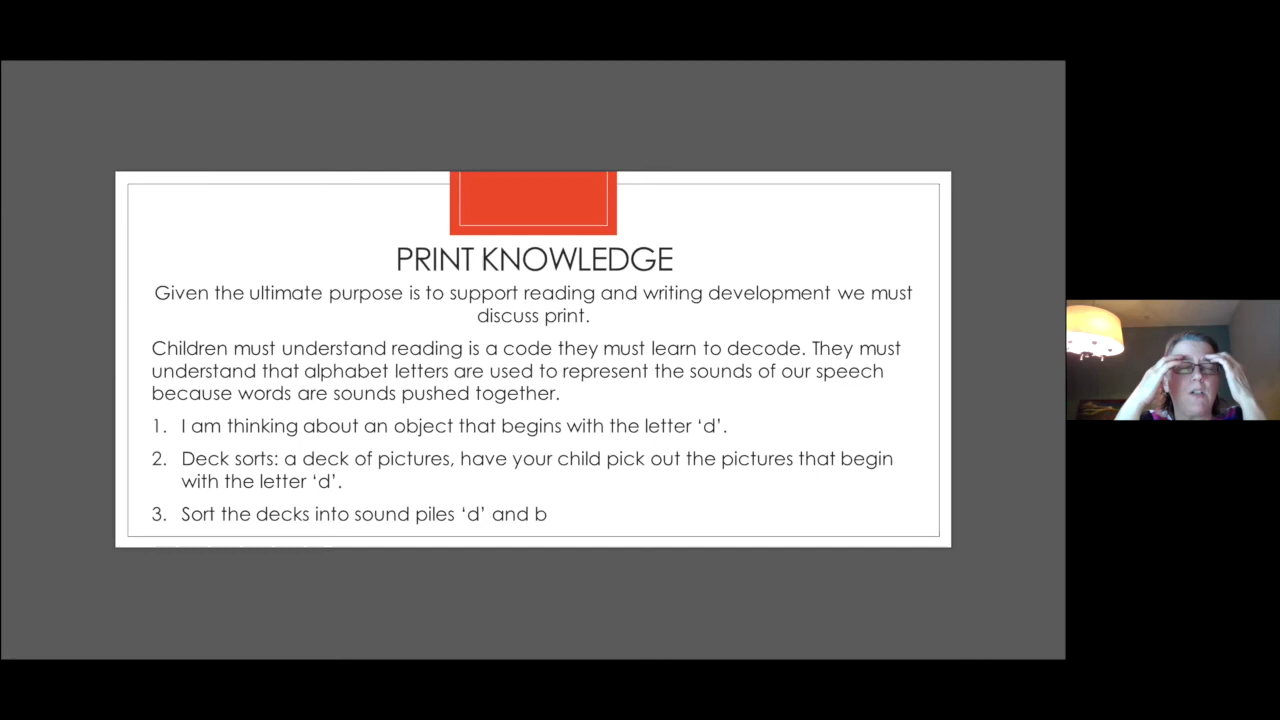 PRINT KNOWLEDGE
Given the ultimate purpose is to support reading and writing development we must
discuss print.
Children must understand reading is a code they must learn to decode. They must
understand that alphabet letters are used to represent the sounds of our speech
because words are sounds pushed together.
1. I am thinking about an object that begins with the letter ‘d’.
2. Deck sorts: a deck of pictures, have your child pick out the pictures that begin
with the letter ‘d’.
3. Sort the decks into sound piles ‘d’ and b